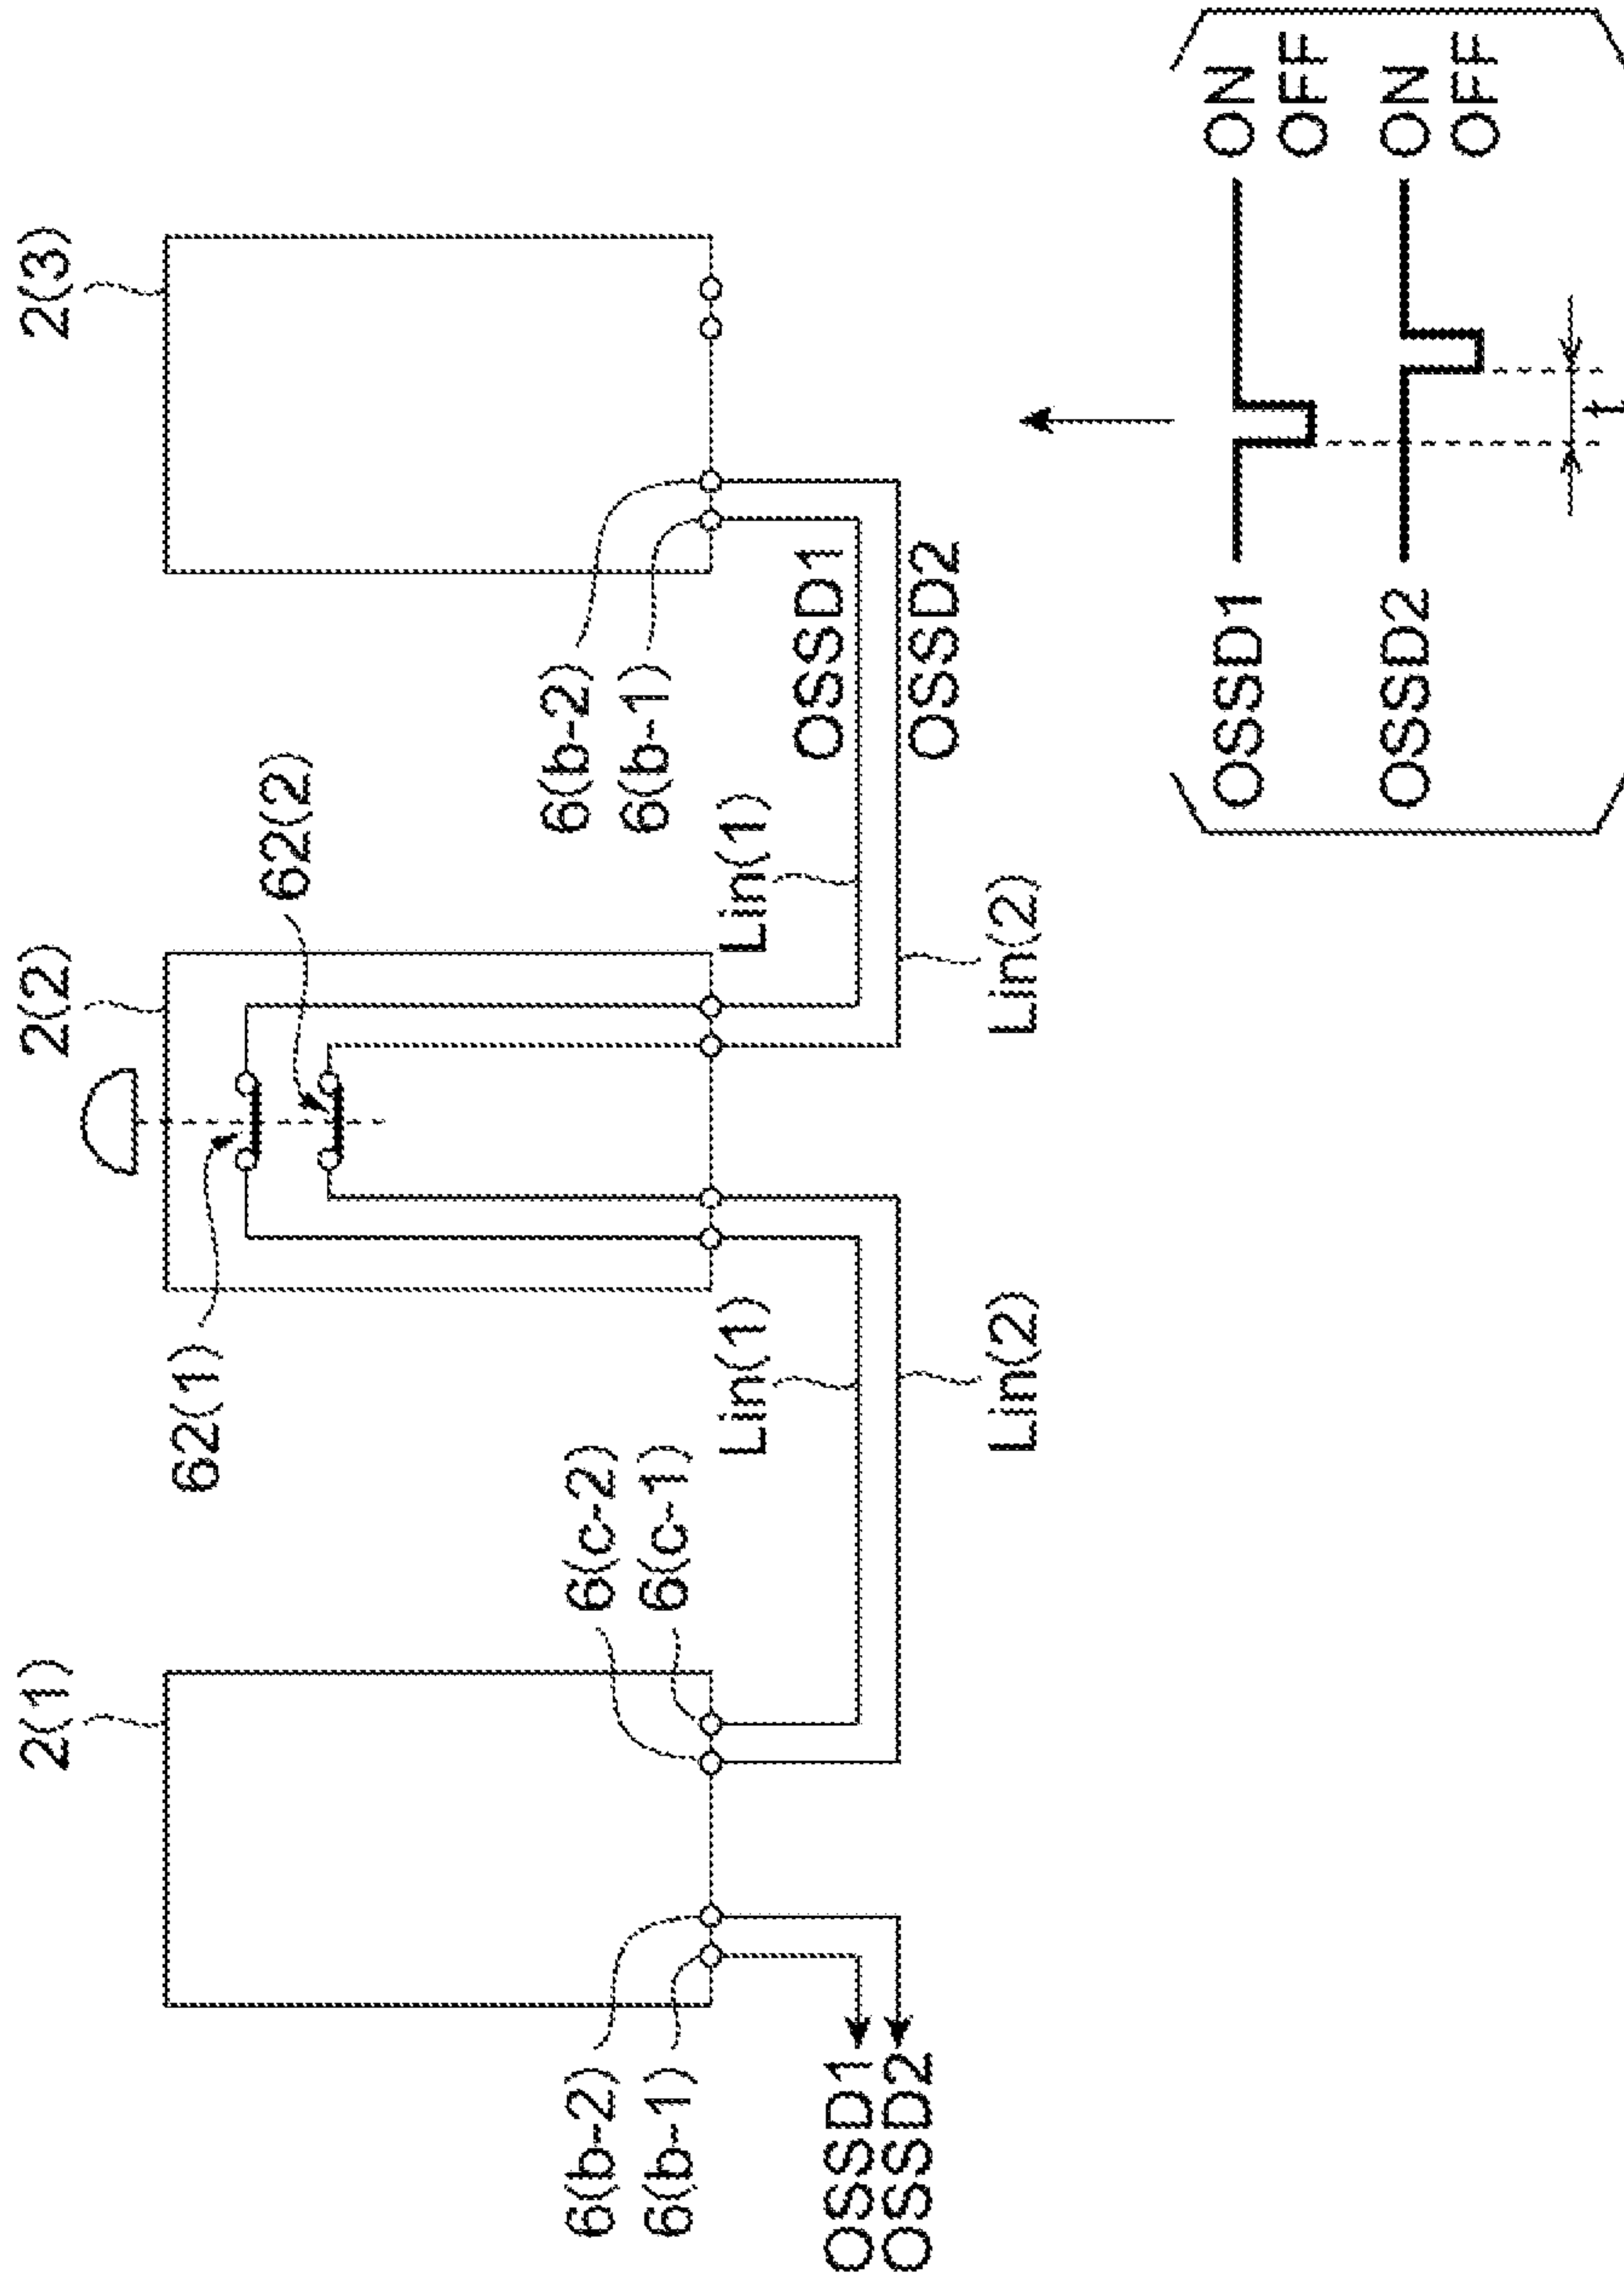 2(1)
2(2)
2(3)
62(1)
62(2)
6(b-2)
6(b-1)
6(c-2)
6(c-1)
6(b-2)
6(b-1)
Lin(1)
Lin(1)
Lin(2)
Lin(2)
OSSD1
OSSD2
OSSD1
OSSD2
OSSD1 ON
OFF
OSSD2 ON
OFF
t